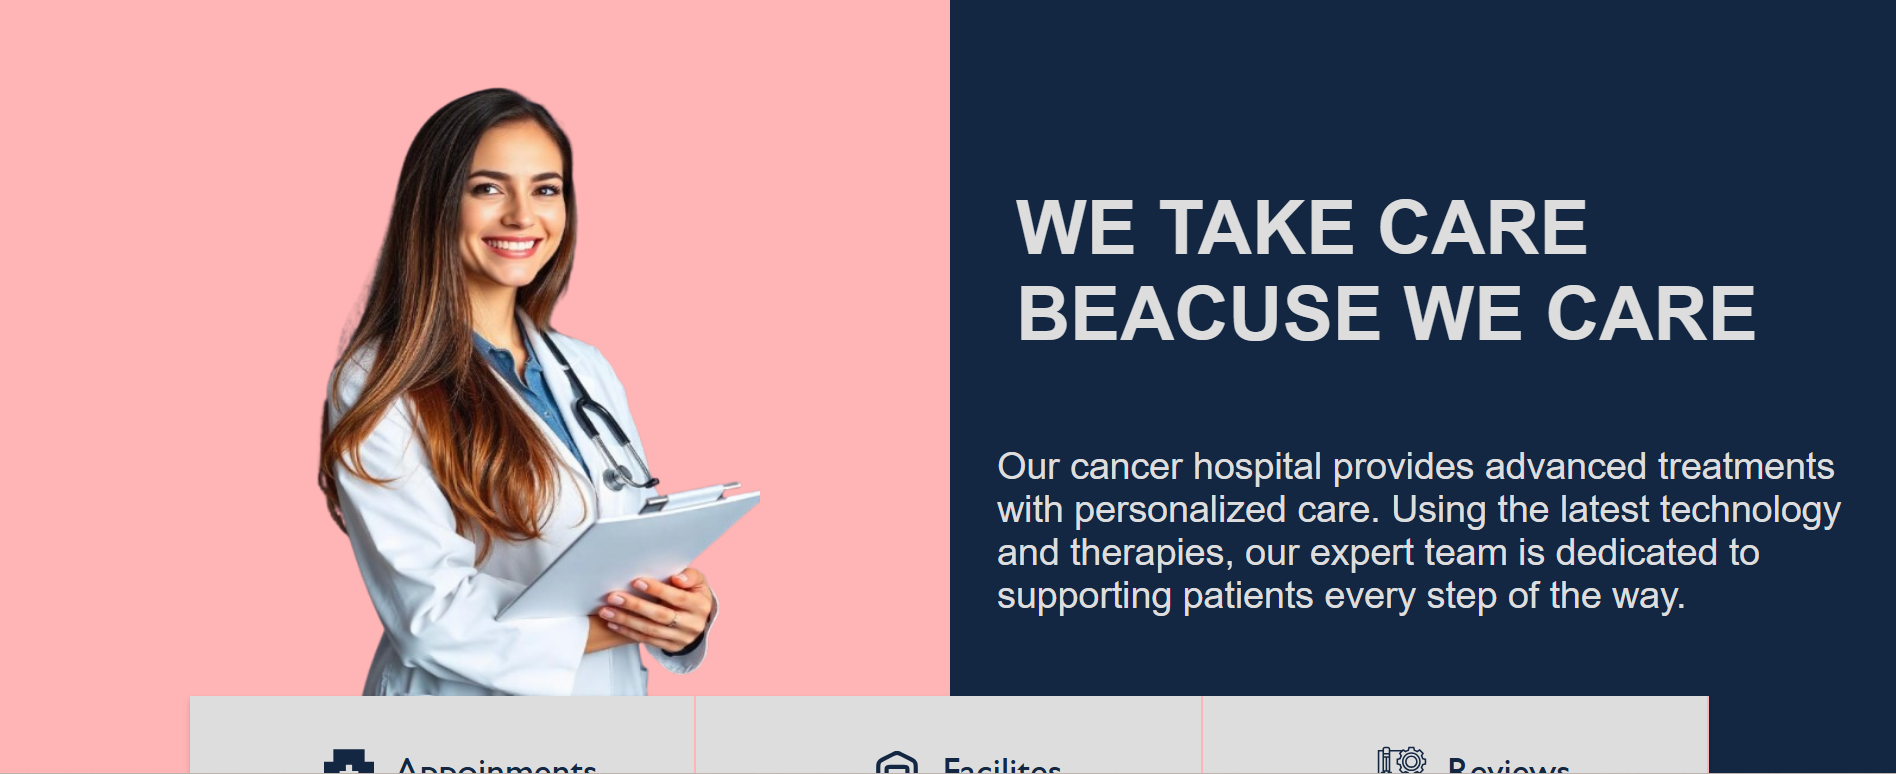 WE TAKE CARE
BEACUSE WE CARE
Our cancer hospital provides advanced treatments
with personalized care. Using the latest technology
and therapies, our expert team is dedicated to
supporting patients every step of the way.
Appoinments
Facilites
Reviews